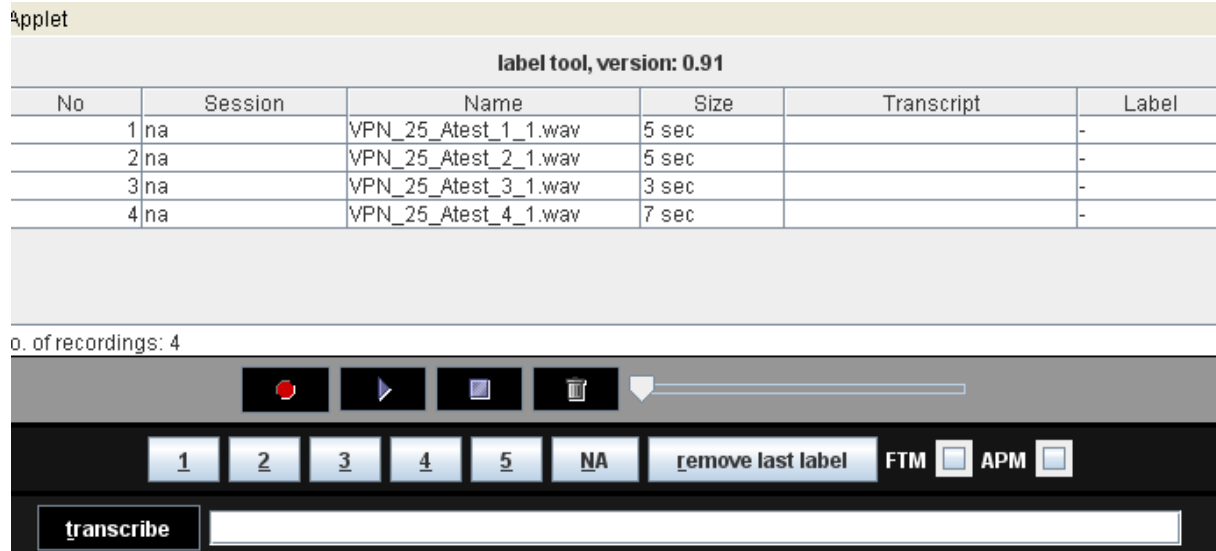 Applet
label tool, version: 0.91
No Session Name Size Transcript Label
1 na VPN_25_Atest_1_1.wav 5 sec -
2 na VPN_25_Atest_2_1.wav 5 sec -
3 na VPN_25_Atest_3_1.wav 3 sec -
4 na VPN_25_Atest_4_1.wav 7 sec -
o. of recordings: 4
1 2 3 4 5 NA remove last label FTM APM
transcribe